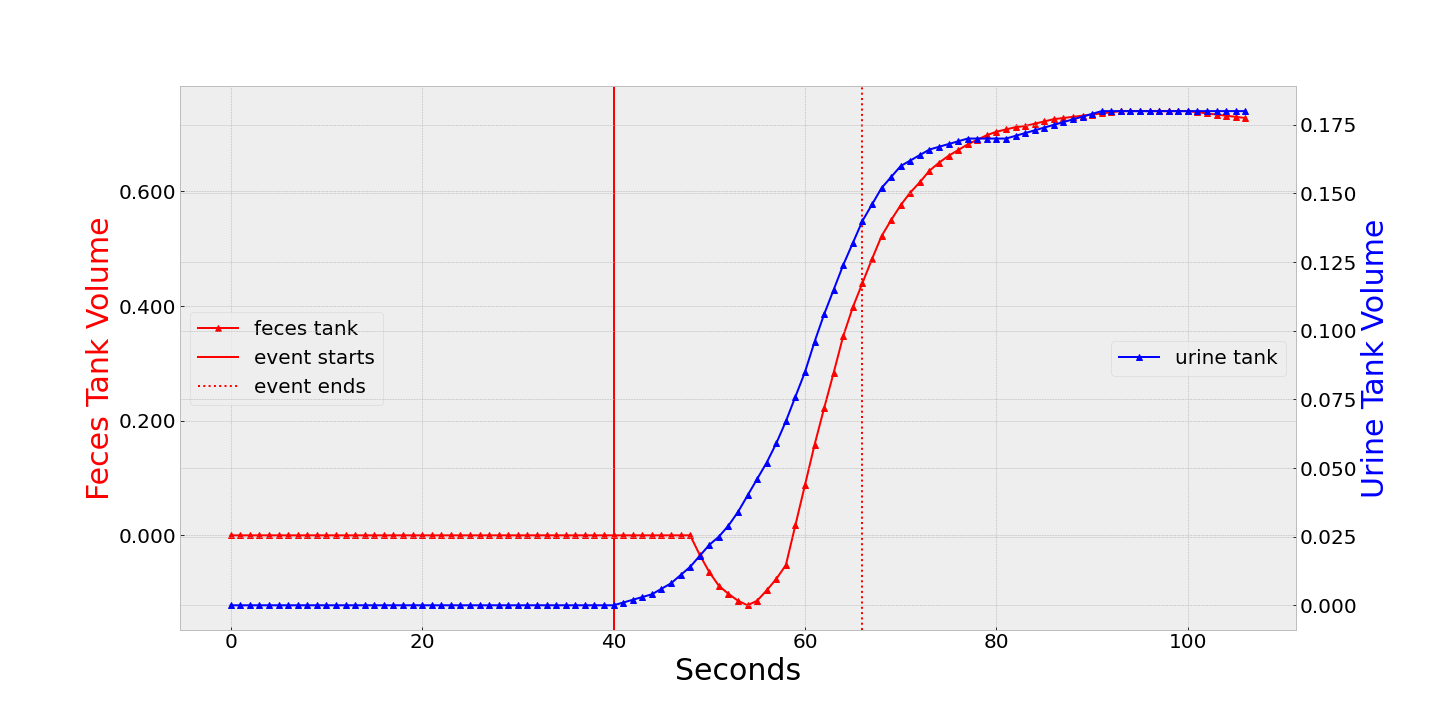 Feces Tank Volume
0.600
0.400
0.200
0.000
feces tank
event starts
event ends
urine tank
0.175
0.150
0.125
0.100
0.075
0.050
0.025
0.000
Urine Tank Volume
0 20 40 60 80 100
Seconds